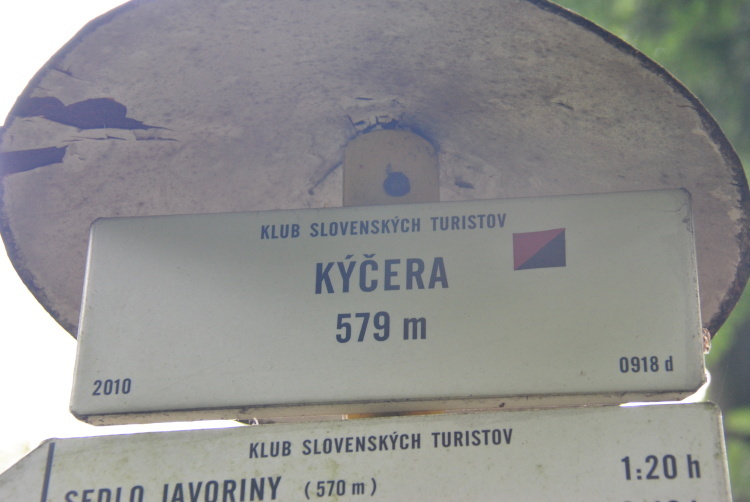 KLUB SLOVENSKÝCH TURISTOV
KÝČERA
579 m
2010 0918 d
KLUB SLOVENSKÝCH TURISTOV
SEDLO JAVORINY (570 m) 1:20 h